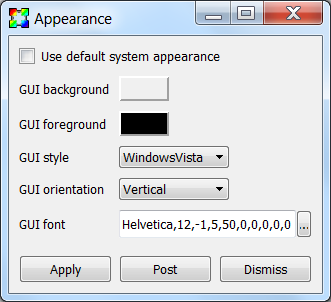 Appearance
Use default system appearance
GUI background
GUI foreground
GUI style WindowsVista
GUI orientation Vertical
GUI font Helvetica,12,-1,5,50,0,0,0,0,0 ...
Apply Post Dismiss